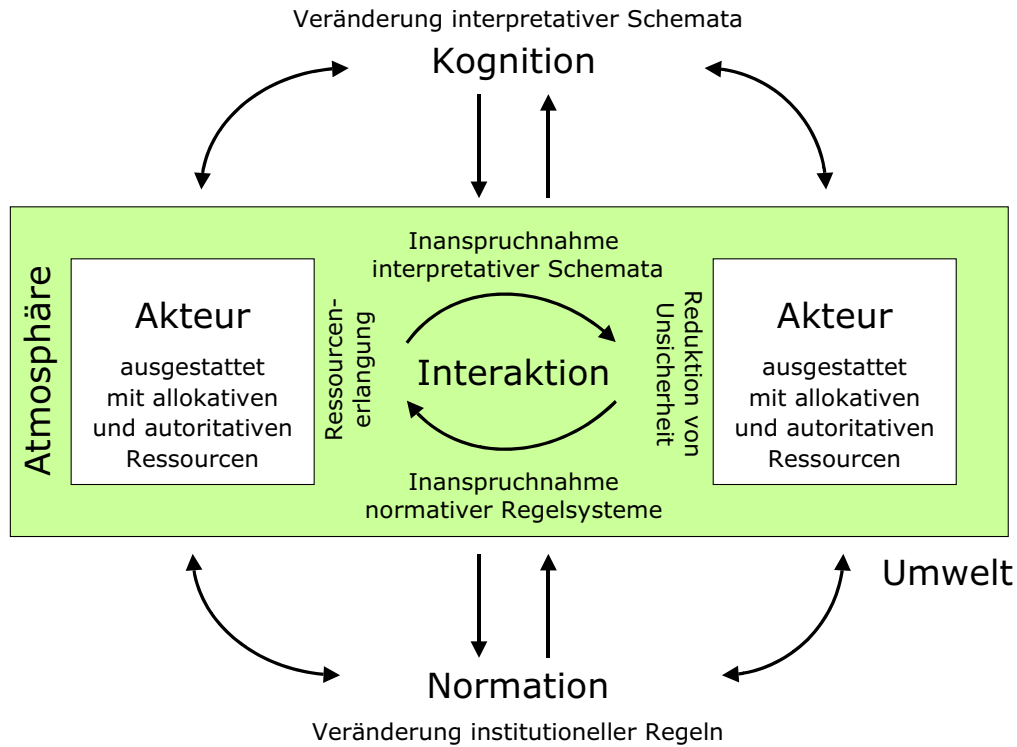 Veränderung interpretativer Schemata
Kognition
Atmosphäre
Akteur
ausgestattet
mit allokativen
und autoritativen
Ressourcen
Ressourcen-
erlangung
Inanspruchnahme
interpretativer Schemata
Interaktion
Inanspruchnahme
normativer Regelsysteme
Reduktion von
Unsicherheit
Akteur
ausgestattet
mit allokativen
und autoritativen
Ressourcen
Umwelt
Normation
Veränderung institutioneller Regeln